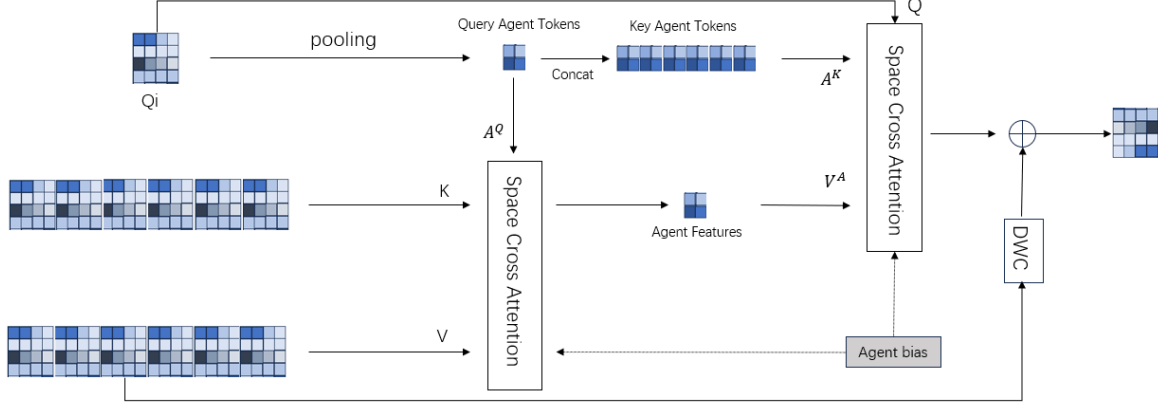 Q
Query Agent Tokens
Key Agent Tokens
pooling
Concat
Qi
A^K
A^Q
Space Cross Attention
K
Space Cross Attention
V^A
Agent Features
DWC
V
Agent bias